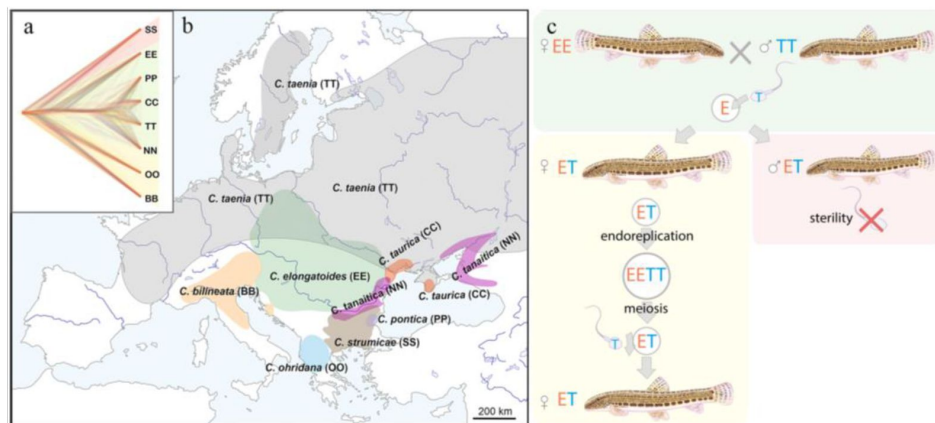 a
SS
EE
PP
CC
TT
NN
OO
BB
b
C. taenia (TT)
C. taenia (TT)
C. taenia (TT)
C. taurica (CC)
C. tanaitica (NN)
C. elongatoides (EE)
C. bilineata (BB)
C. tanaitica (NN)
C. taurica (CC)
C. pontica (PP)
C. strumicae (SS)
C. ohridana (OO)
200 km
c
♀ EE
♂ TT
T
E
♀ ET
♂ ET
sterility
ET
endoreplication
EETT
meiosis
T
ET
♀ ET